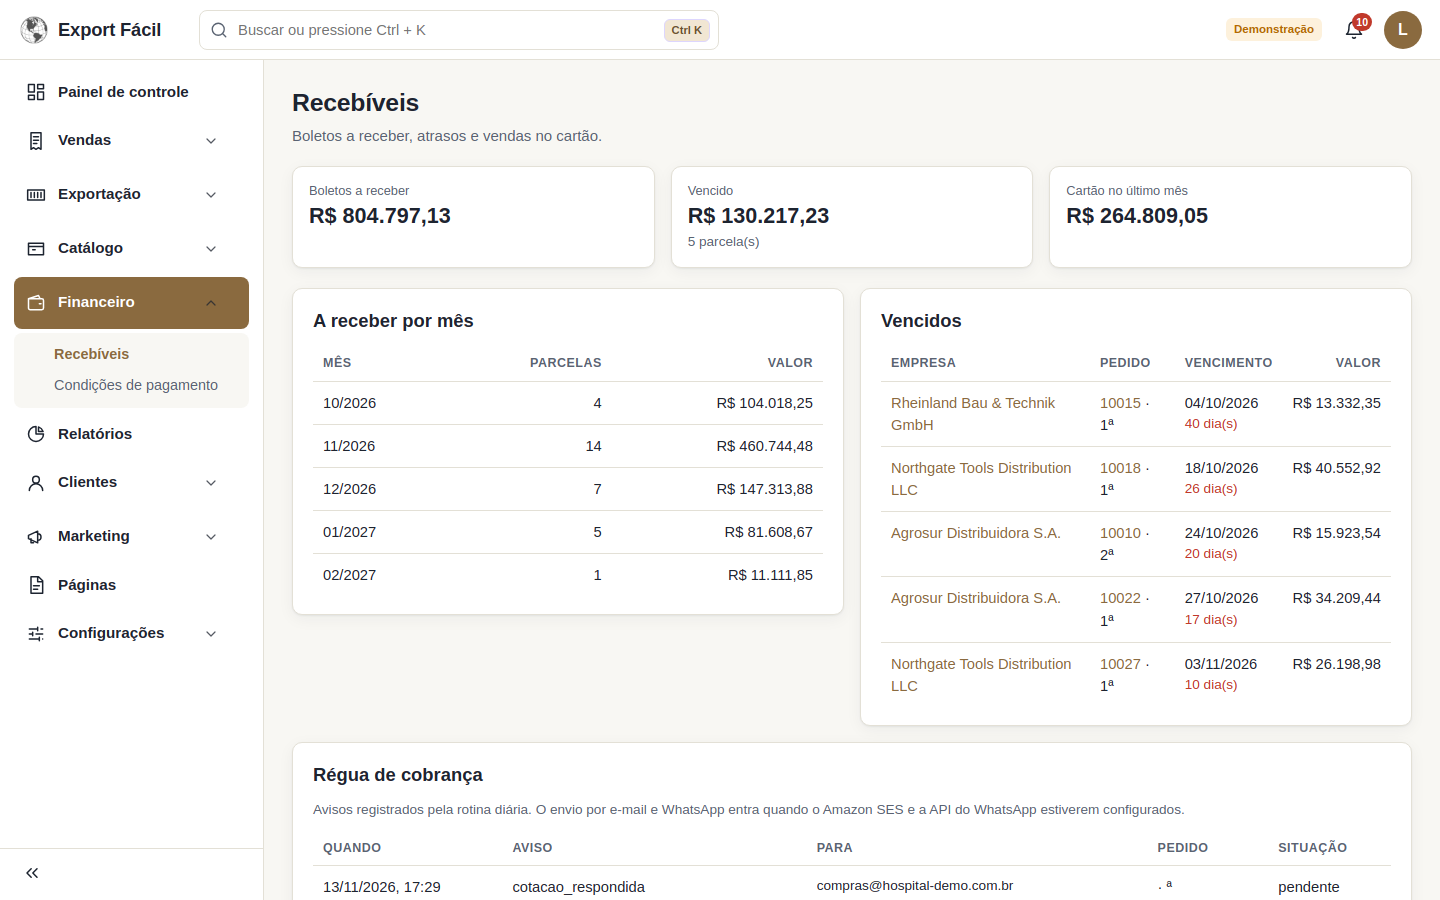 Export Fácil
Buscar ou pressione Ctrl + K
Ctrl K
Demonstração
10
L
Painel de controle
Vendas
Exportação
Catálogo
Financeiro
Recebíveis
Condições de pagamento
Relatórios
Clientes
Marketing
Páginas
Configurações
Recebíveis
Boletos a receber, atrasos e vendas no cartão.
Boletos a receber
R$ 804.797,13
Vencido
R$ 130.217,23
5 parcela(s)
Cartão no último mês
R$ 264.809,05
A receber por mês
MÊS PARCELAS VALOR
10/2026 4 R$ 104.018,25
11/2026 14 R$ 460.744,48
12/2026 7 R$ 147.313,88
01/2027 5 R$ 81.608,67
02/2027 1 R$ 11.111,85
Vencidos
EMPRESA PEDIDO VENCIMENTO VALOR
Rheinland Bau & Technik 10015 · 04/10/2026 R$ 13.332,35
GmbH 1ª 40 dia(s)
Northgate Tools Distribution 10018 · 18/10/2026 R$ 40.552,92
LLC 1ª 26 dia(s)
Agrosur Distribuidora S.A. 10010 · 24/10/2026 R$ 15.923,54
2ª 20 dia(s)
Agrosur Distribuidora S.A. 10022 · 27/10/2026 R$ 34.209,44
1ª 17 dia(s)
Northgate Tools Distribution 10027 · 03/11/2026 R$ 26.198,98
LLC 1ª 10 dia(s)
Régua de cobrança
Avisos registrados pela rotina diária. O envio por e-mail e WhatsApp entra quando o Amazon SES e a API do WhatsApp estiverem configurados.
QUANDO AVISO PARA PEDIDO SITUAÇÃO
13/11/2026, 17:29 cotacao_respondida compras@hospital-demo.com.br · ª pendente